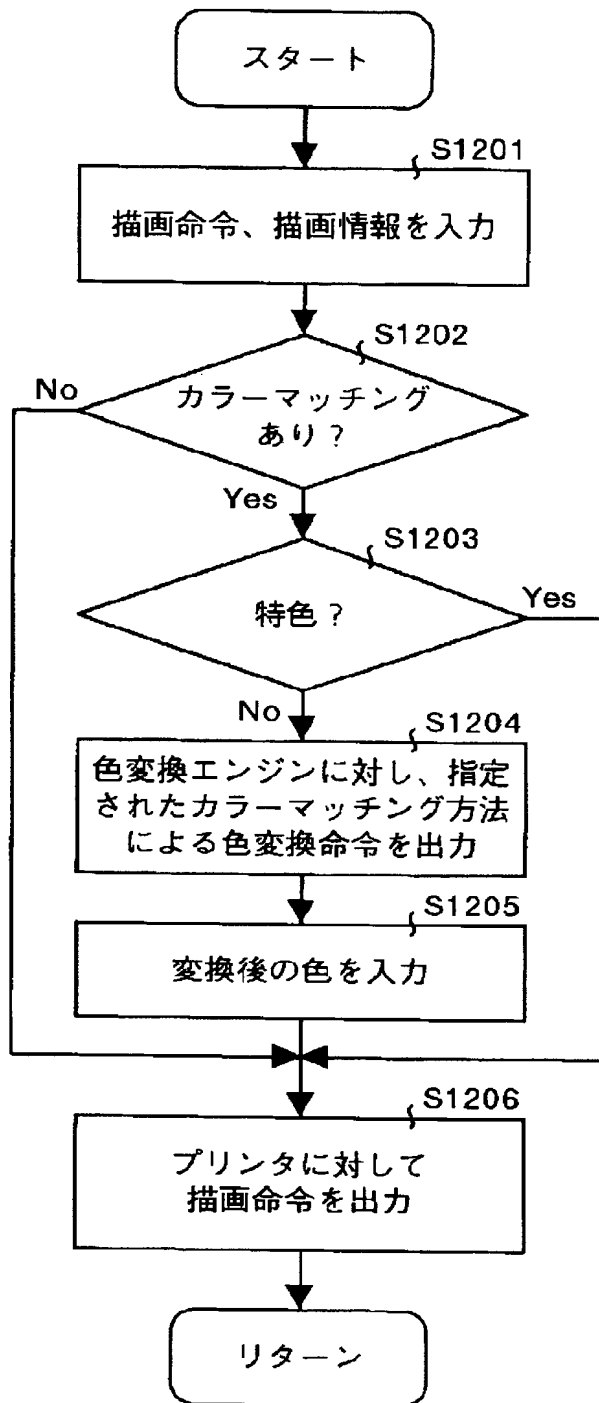 スタート
S1201
描画命令、描画情報を入力
S1202
No
カラーマッチング
あり？
Yes
S1203
特色？
Yes
No
S1204
色変換エンジンに対し、指定
されたカラーマッチング方法
による色変換命令を出力
S1205
変換後の色を入力
S1206
プリンタに対して
描画命令を出力
リターン